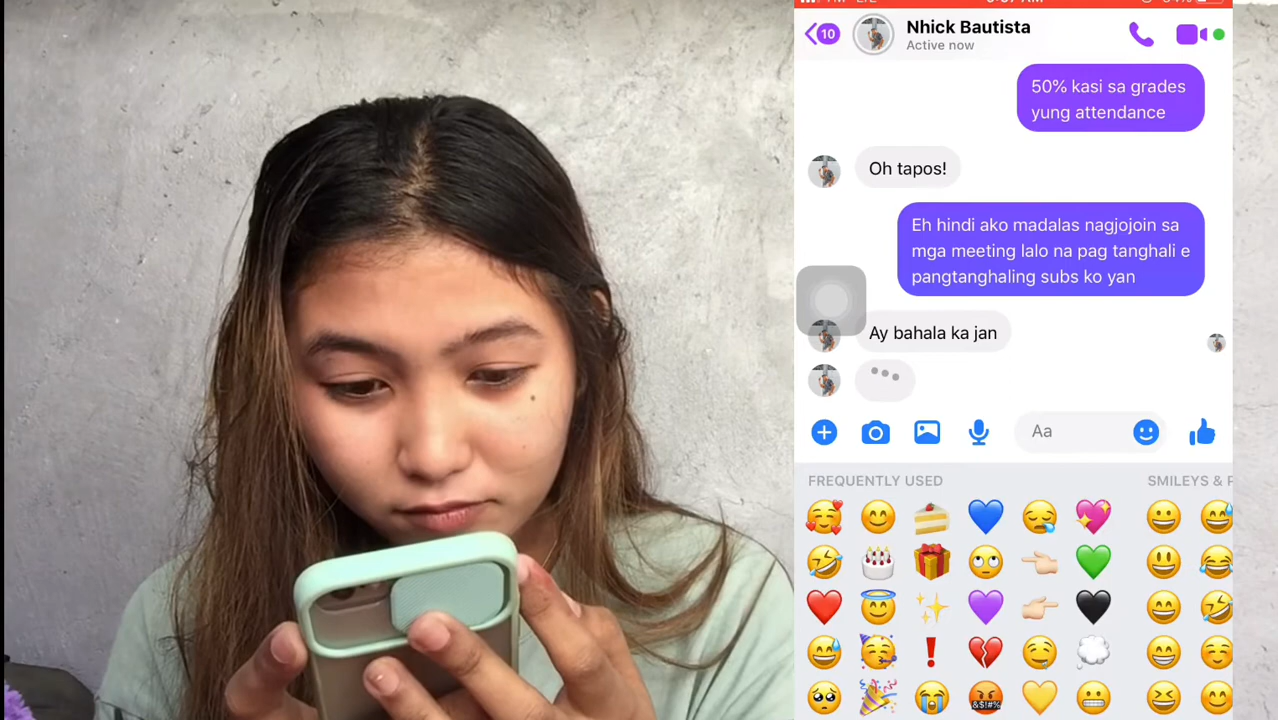 10
Nhick Bautista
Active now
50% kasi sa grades
yung attendance
Oh tapos!
Eh hindi ako madalas nagjojoin sa
mga meeting lalo na pag tanghali e
pangtanghaling subs ko yan
Ay bahala ka jan
Aa
FREQUENTLY USED
SMILEYS & P
&$!#%